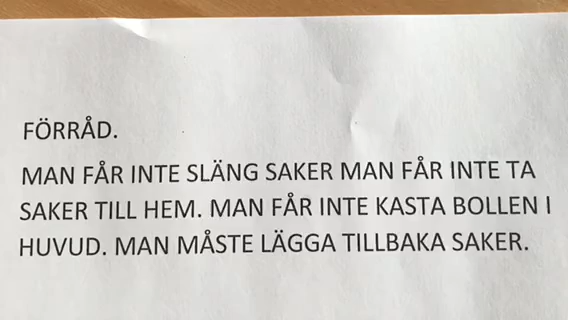 FÖRRÅD.
MAN FÅR INTE SLÄNG SAKER MAN FÅR INTE TA
SAKER TILL HEM. MAN FÅR INTE KASTA BOLLEN I
HUVUD. MAN MÅSTE LÄGGA TILLBAKA SAKER.